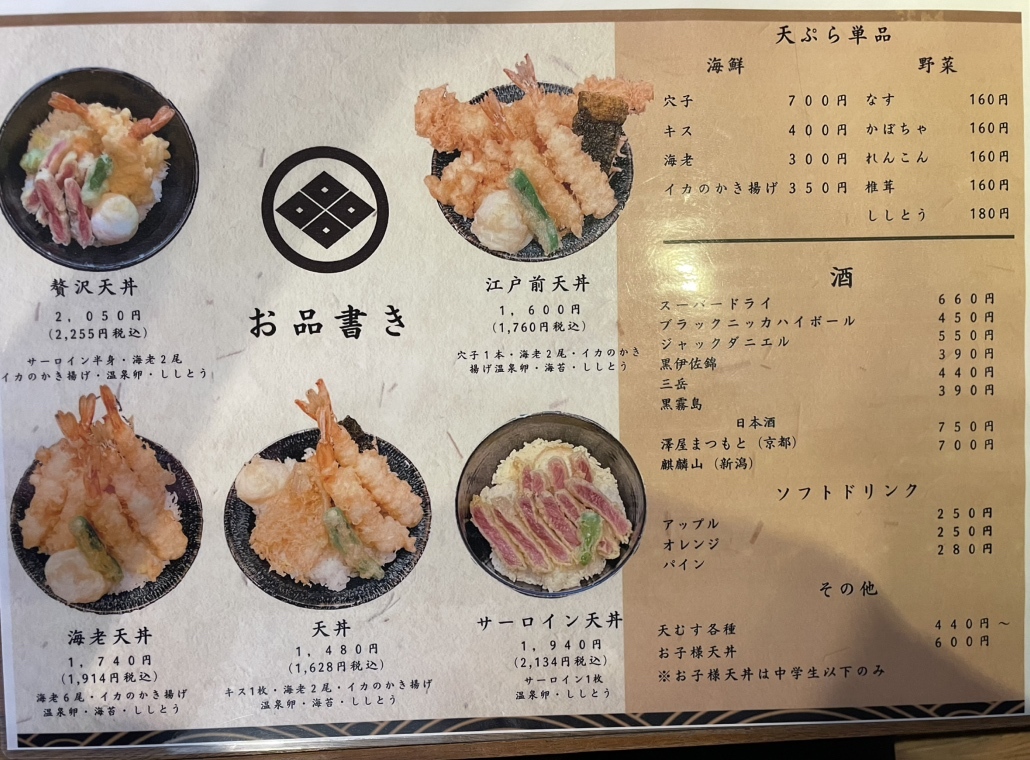 贅沢天丼
2,050円
(2,255円税込)
サーロイン半身・海老2尾
イカのかき揚げ・温泉卵・ししとう
お品書き
江戸前天丼
1,600円
(1,760円税込)
穴子1本・海老2尾・イカのかき
揚げ温泉卵・海苔・ししとう
海老天丼
1,740円
(1,914円税込)
海老6尾・イカのかき揚げ
温泉卵・海苔・ししとう
天丼
1,480円
(1,628円税込)
キス1枚・海老2尾・イカのかき揚げ
温泉卵・海苔・ししとう
サーロイン天丼
1,940円
(2,134円税込)
サーロイン1枚
温泉卵・ししとう
天ぷら単品
海鮮
穴子 700円
キス 400円
海老 300円
イカのかき揚げ 350円
野菜
なす 160円
かぼちゃ 160円
れんこん 160円
椎茸 160円
ししとう 180円
酒
スーパードライ 660円
ブラックニッカハイボール 450円
ジャックダニエル 550円
黒伊佐錦 390円
三岳 440円
黒霧島 390円
日本酒
澤屋まつもと（京都） 750円
麒麟山（新潟） 700円
ソフトドリンク
アップル 250円
オレンジ 250円
パイン 280円
その他
天むす各種 440円～
お子様天丼 600円
※お子様天丼は中学生以下のみ